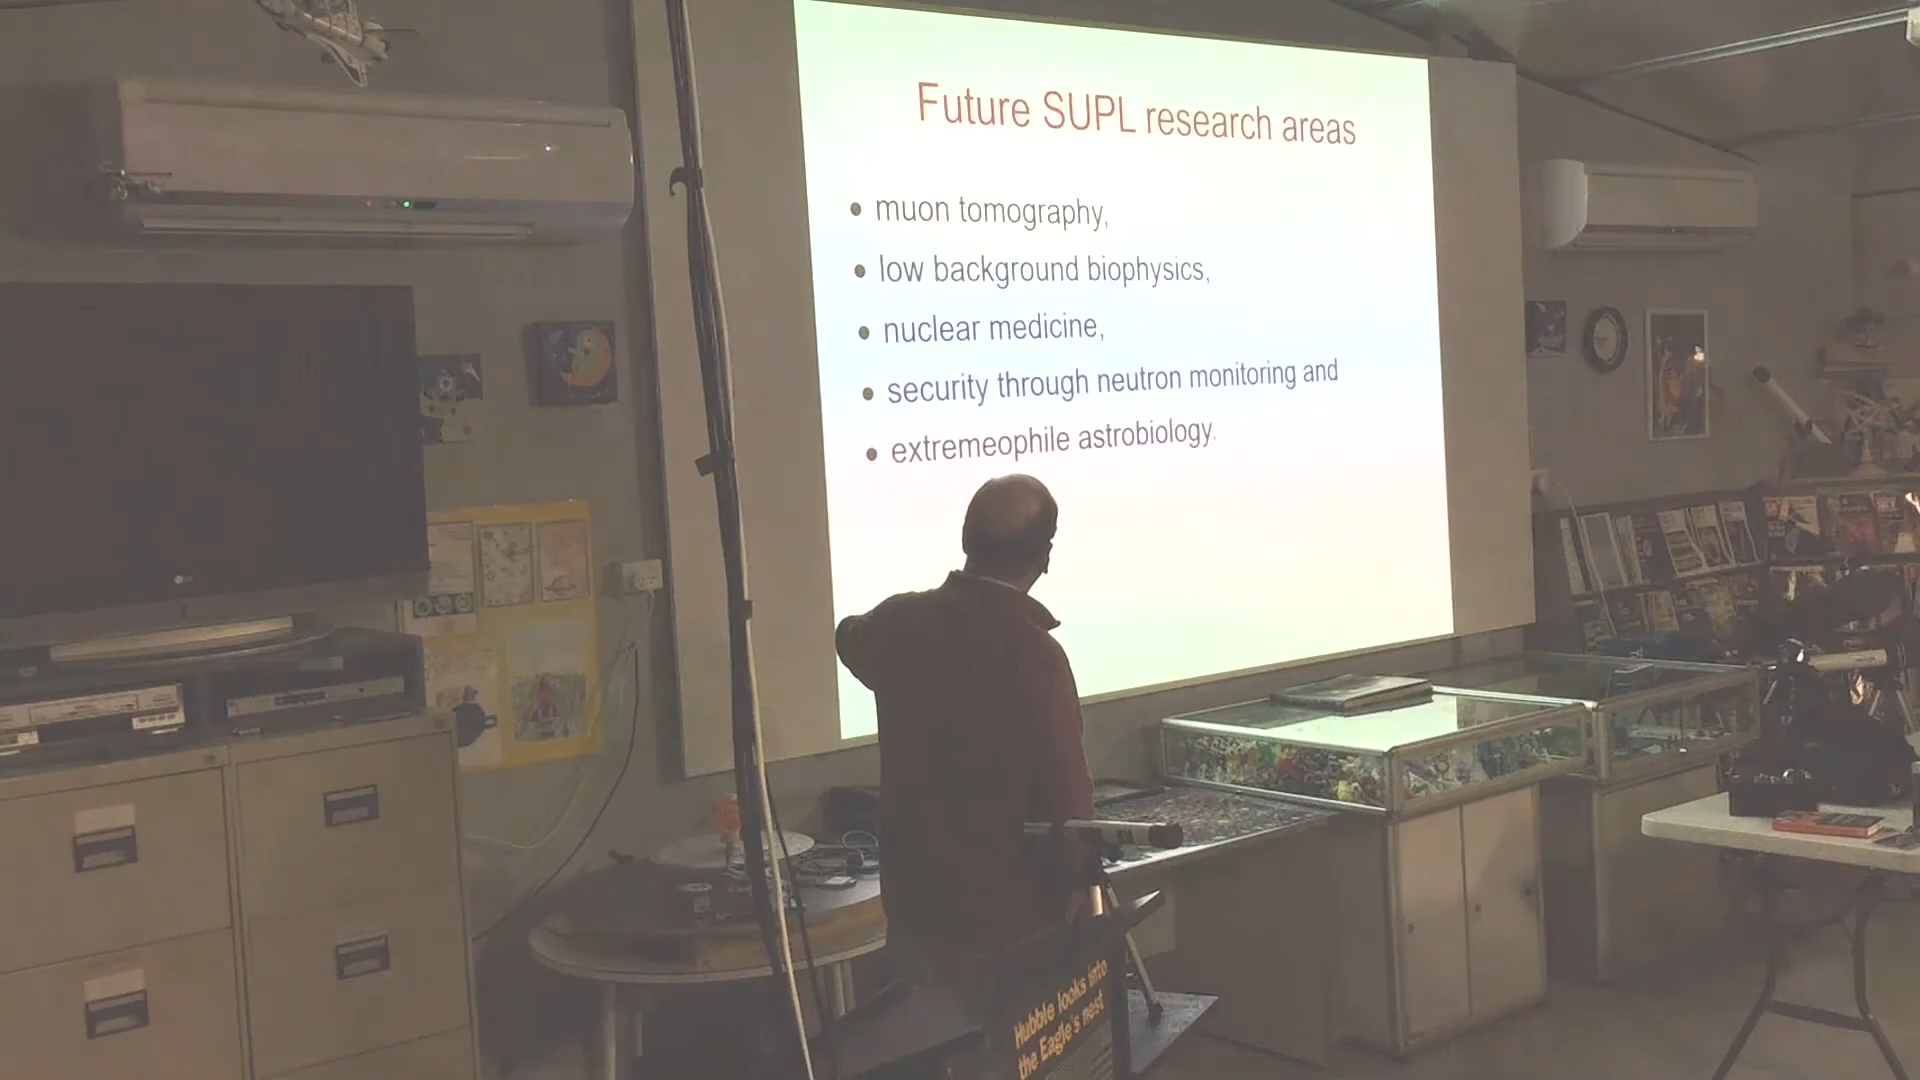 Future SUPL research areas
• muon tomography,
• low background biophysics,
• nuclear medicine,
• security through neutron monitoring and
• extremeophile astrobiology.
LG
Hubble looks into
the Eagle's nest